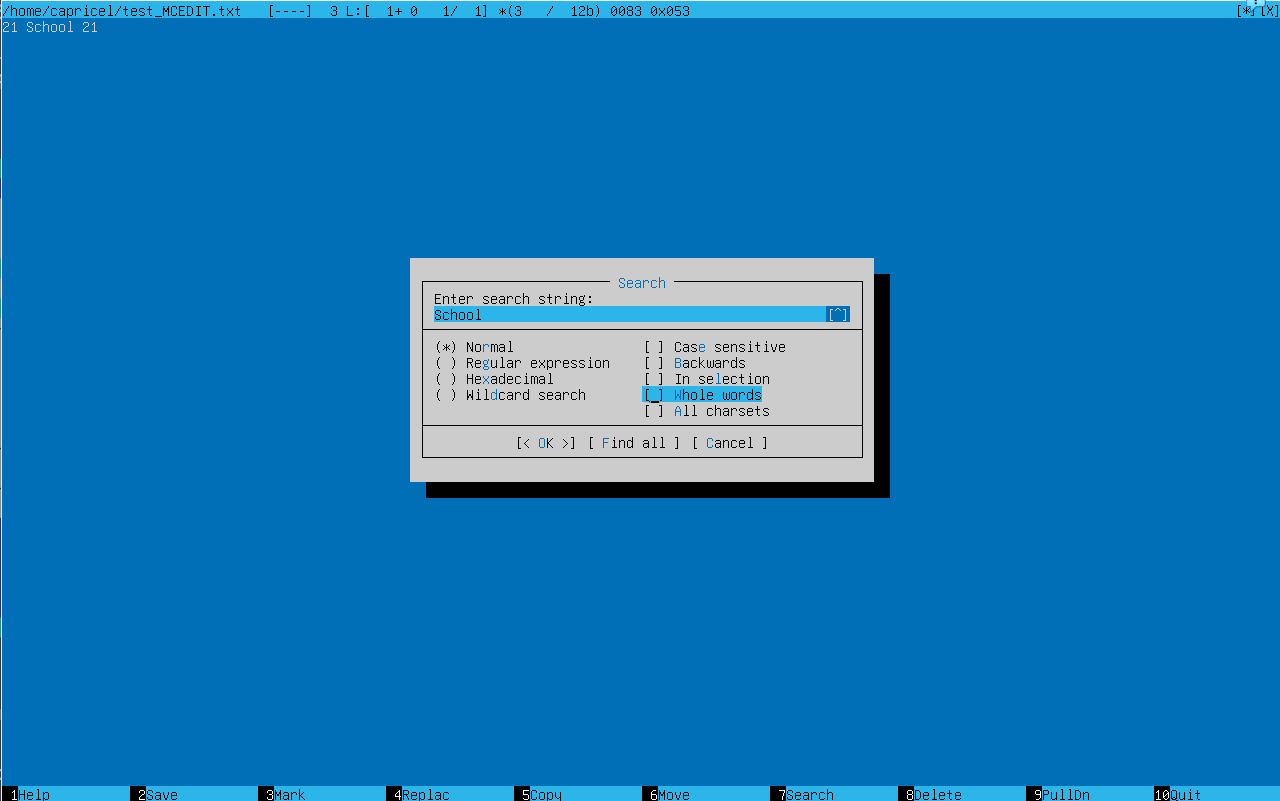 /home/capricel/test_MCEDIT.txt   [----]  3 L:[  1+ 0   1/  1] *(3   /  12b) 0083 0x053 [*][X]
21 School 21
Search
Enter search string:
School [^]
(*) Normal [ ] Case sensitive
( ) Regular expression [ ] Backwards
( ) Hexadecimal [ ] In selection
( ) Wildcard search [ ] Whole words
[ ] All charsets
[< OK >] [ Find all ] [ Cancel ]
1Help 2Save 3Mark 4Replac 5Copy 6Move 7Search 8Delete 9PullDn 10Quit